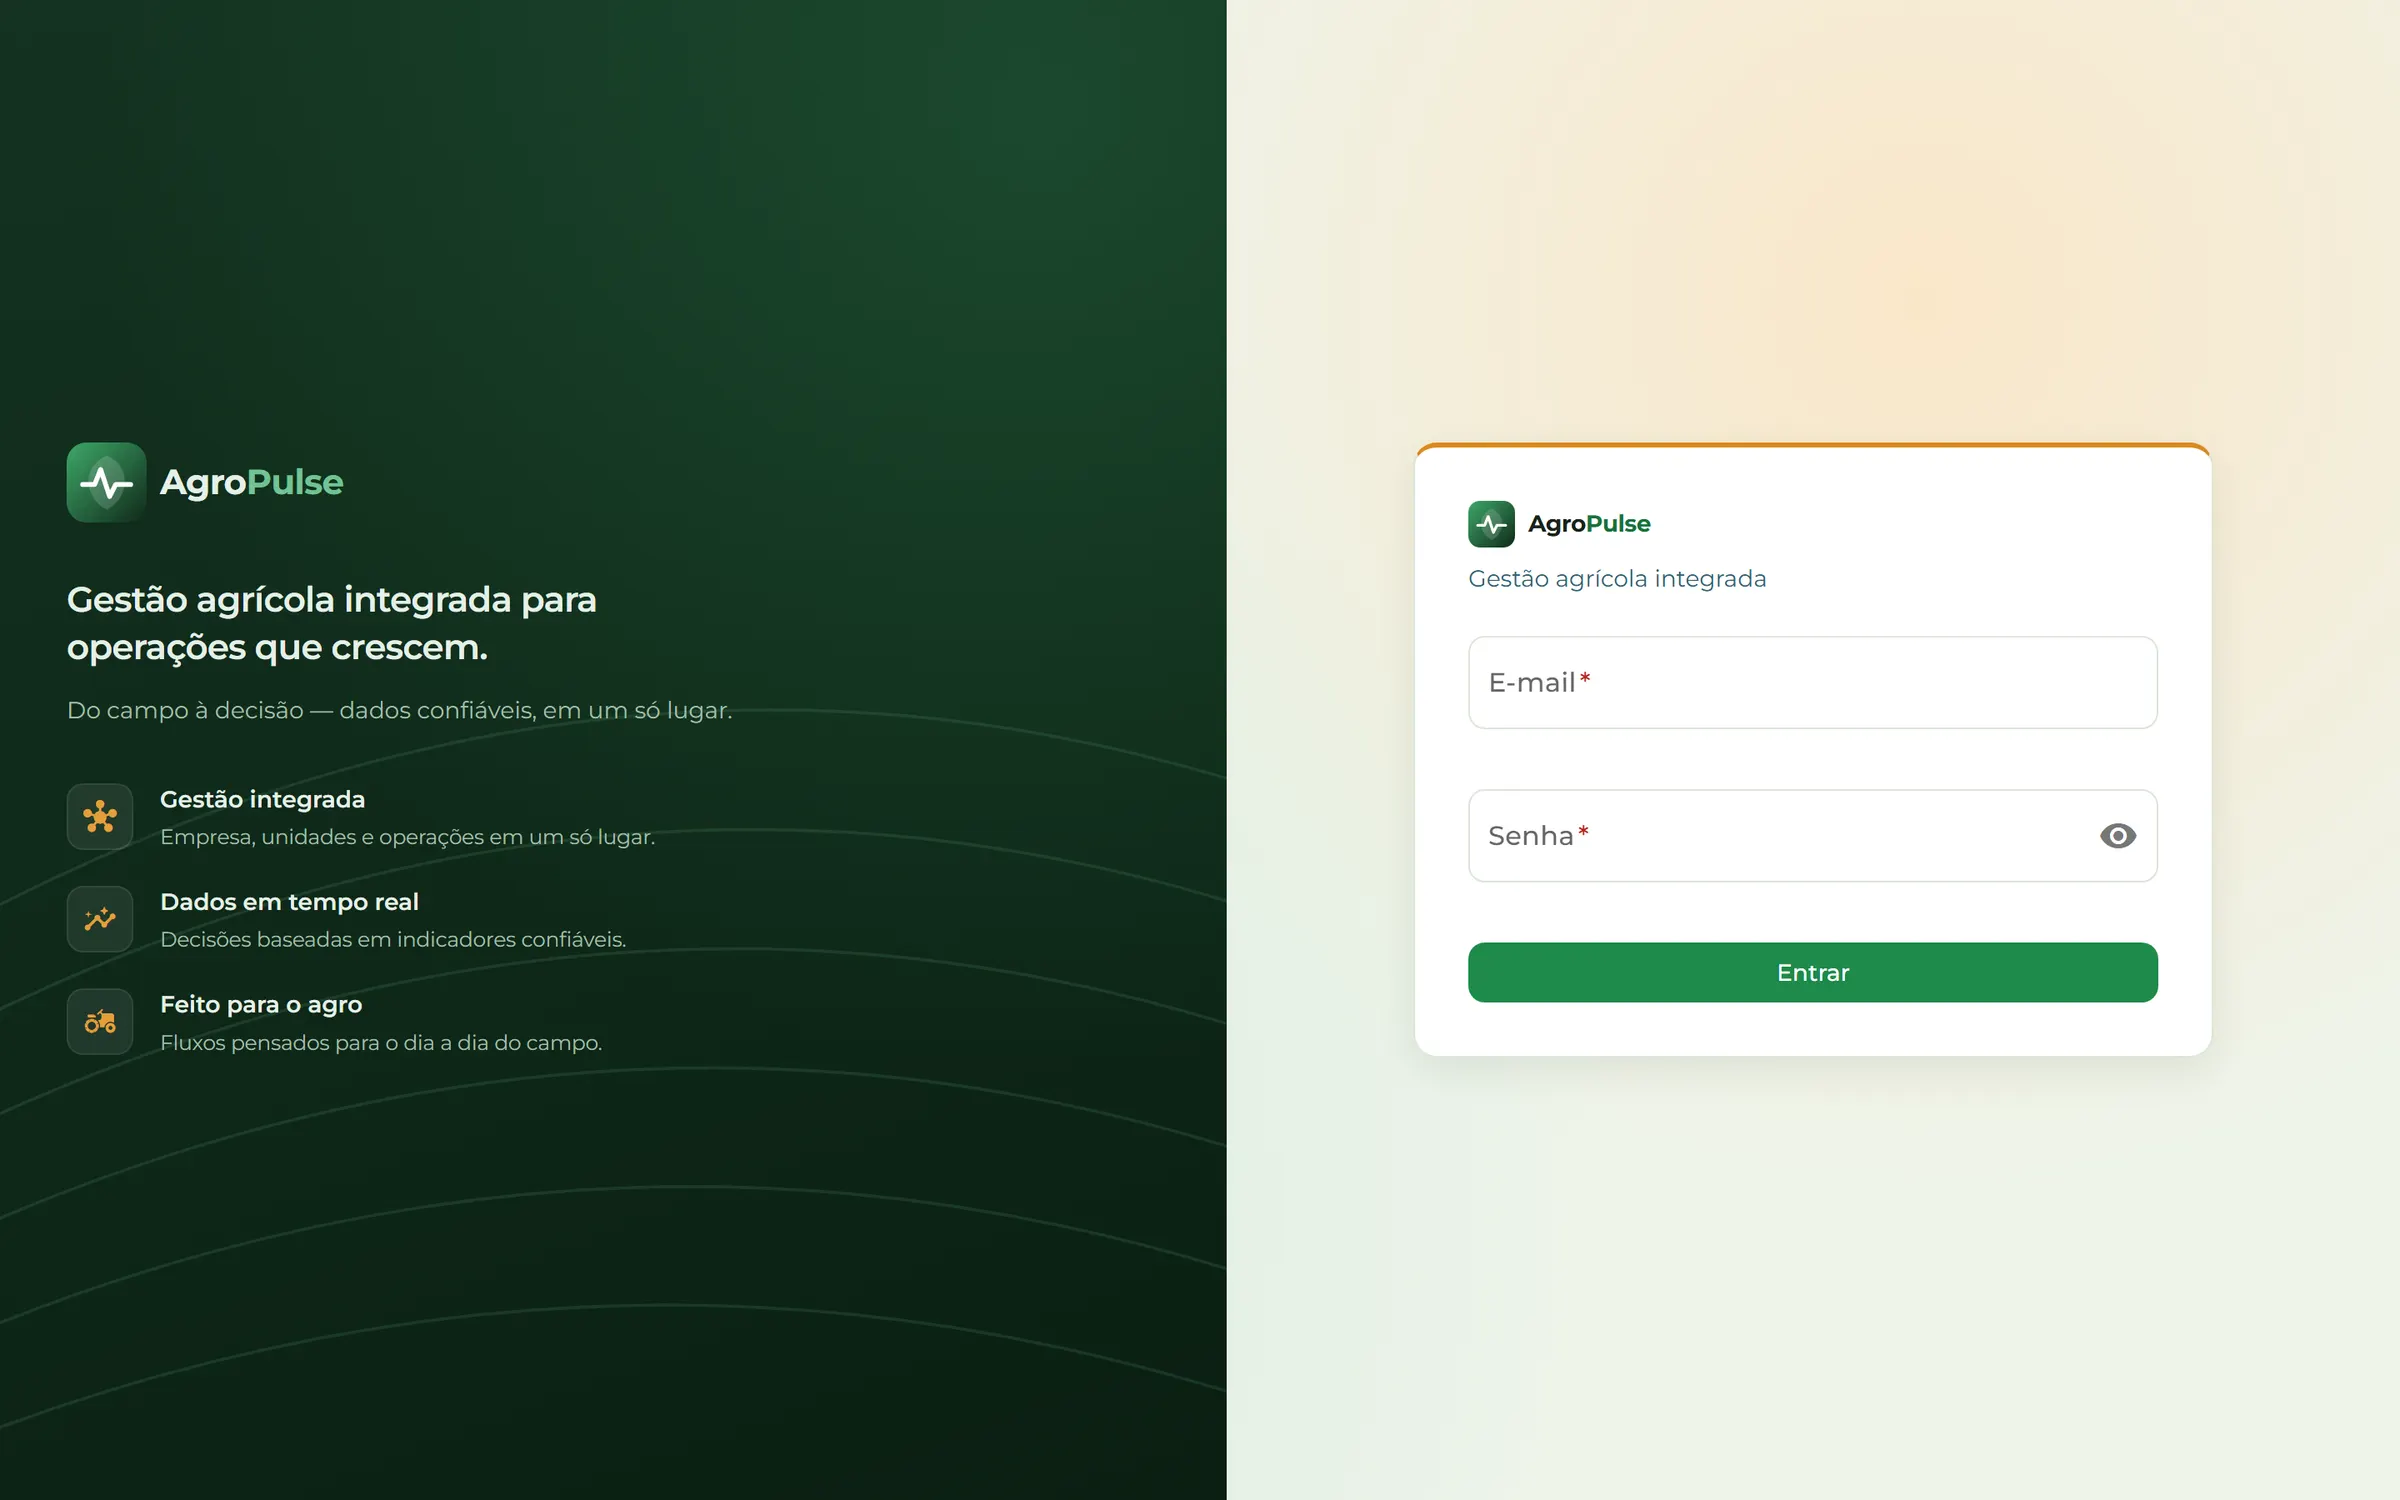 AgroPulse
Gestão agrícola integrada para
operações que crescem.
Do campo à decisão — dados confiáveis, em um só lugar.
Gestão integrada
Empresa, unidades e operações em um só lugar.
Dados em tempo real
Decisões baseadas em indicadores confiáveis.
Feito para o agro
Fluxos pensados para o dia a dia do campo.
AgroPulse
Gestão agrícola integrada
E-mail*
Senha*
Entrar